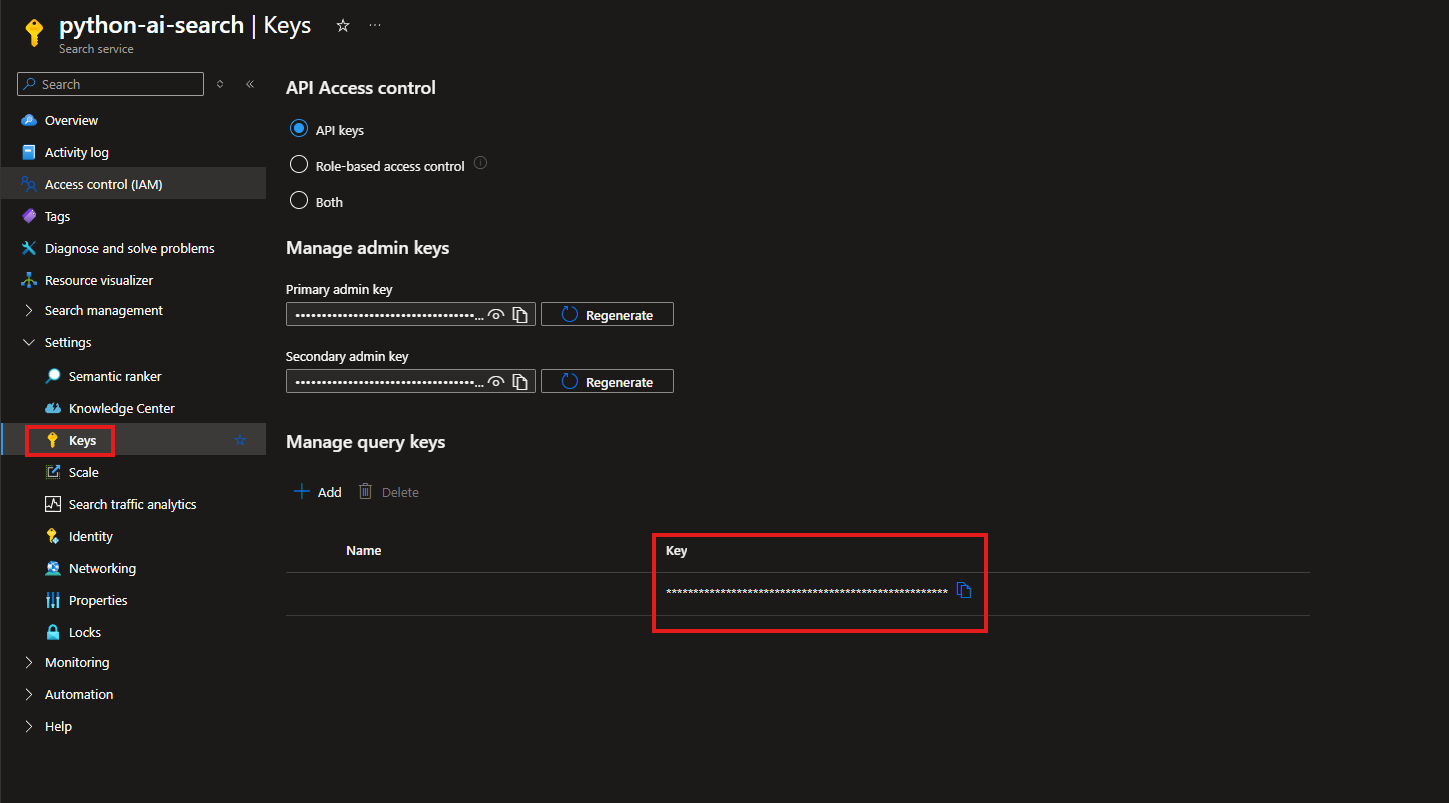 python-ai-search | Keys
Search service
Search
Overview
Activity log
Access control (IAM)
Tags
Diagnose and solve problems
Resource visualizer
Search management
Settings
Semantic ranker
Knowledge Center
Keys
Scale
Search traffic analytics
Identity
Networking
Properties
Locks
Monitoring
Automation
Help
API Access control
API keys
Role-based access control
Both
Manage admin keys
Primary admin key
Regenerate
Secondary admin key
Regenerate
Manage query keys
Add Delete
Name Key